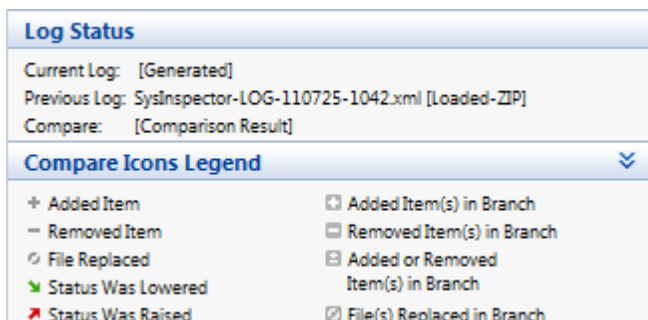 Log Status
Current Log: [Generated]
Previous Log: SysInspector-LOG-110725-1042.xml [Loaded-ZIP]
Compare: [Comparison Result]
Compare Icons Legend
Added Item
Removed Item
File Replaced
Status Was Lowered
Status Was Raised
Added Item(s) in Branch
Removed Item(s) in Branch
Added or Removed
Item(s) in Branch
File(s) Replaced in Branch